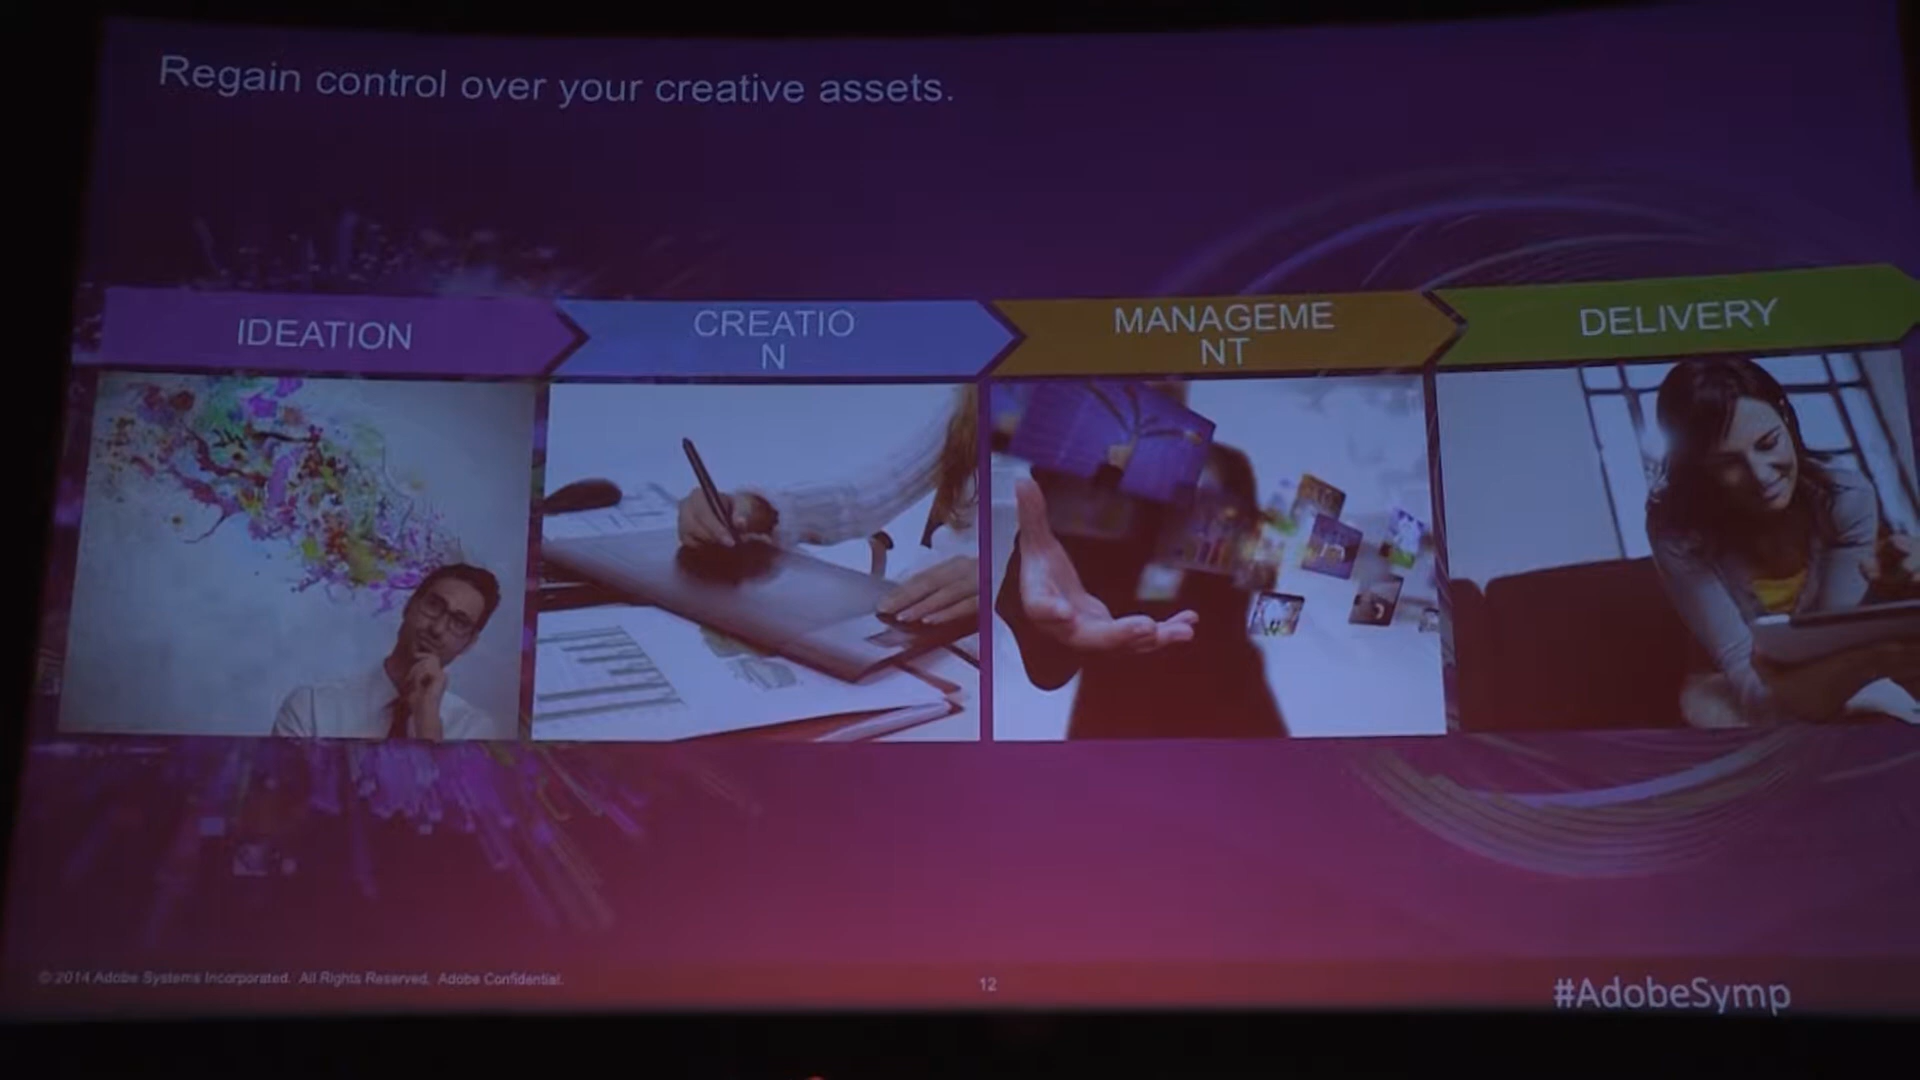 Regain control over your creative assets.
IDEATION
CREATIO
N
MANAGEME
NT
DELIVERY
© 2014 Adobe Systems Incorporated. All Rights Reserved. Adobe Confidential.
12
#AdobeSymp